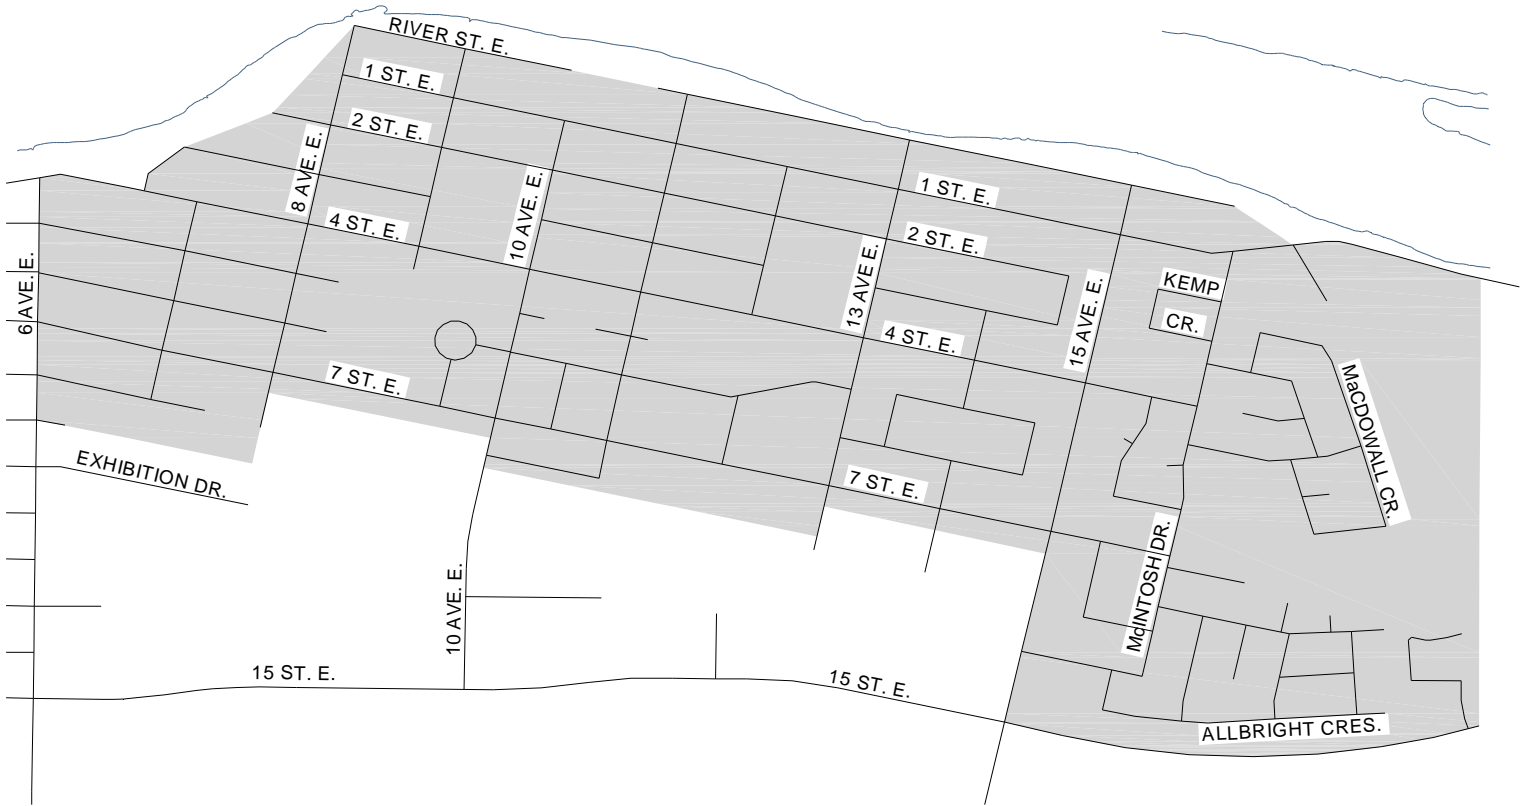 RIVER ST. E.
1 ST. E.
2 ST. E.
8 AVE. E.
10 AVE. E.
1 ST. E.
4 ST. E.
2 ST. E.
6 AVE. E.
13 AVE E.
15 AVE. E.
KEMP
CR.
4 ST. E.
7 ST. E.
MaCDOWALL CR.
EXHIBITION DR.
7 ST. E.
McINTOSH DR.
10 AVE. E.
15 ST. E.
15 ST. E.
ALLBRIGHT CRES.